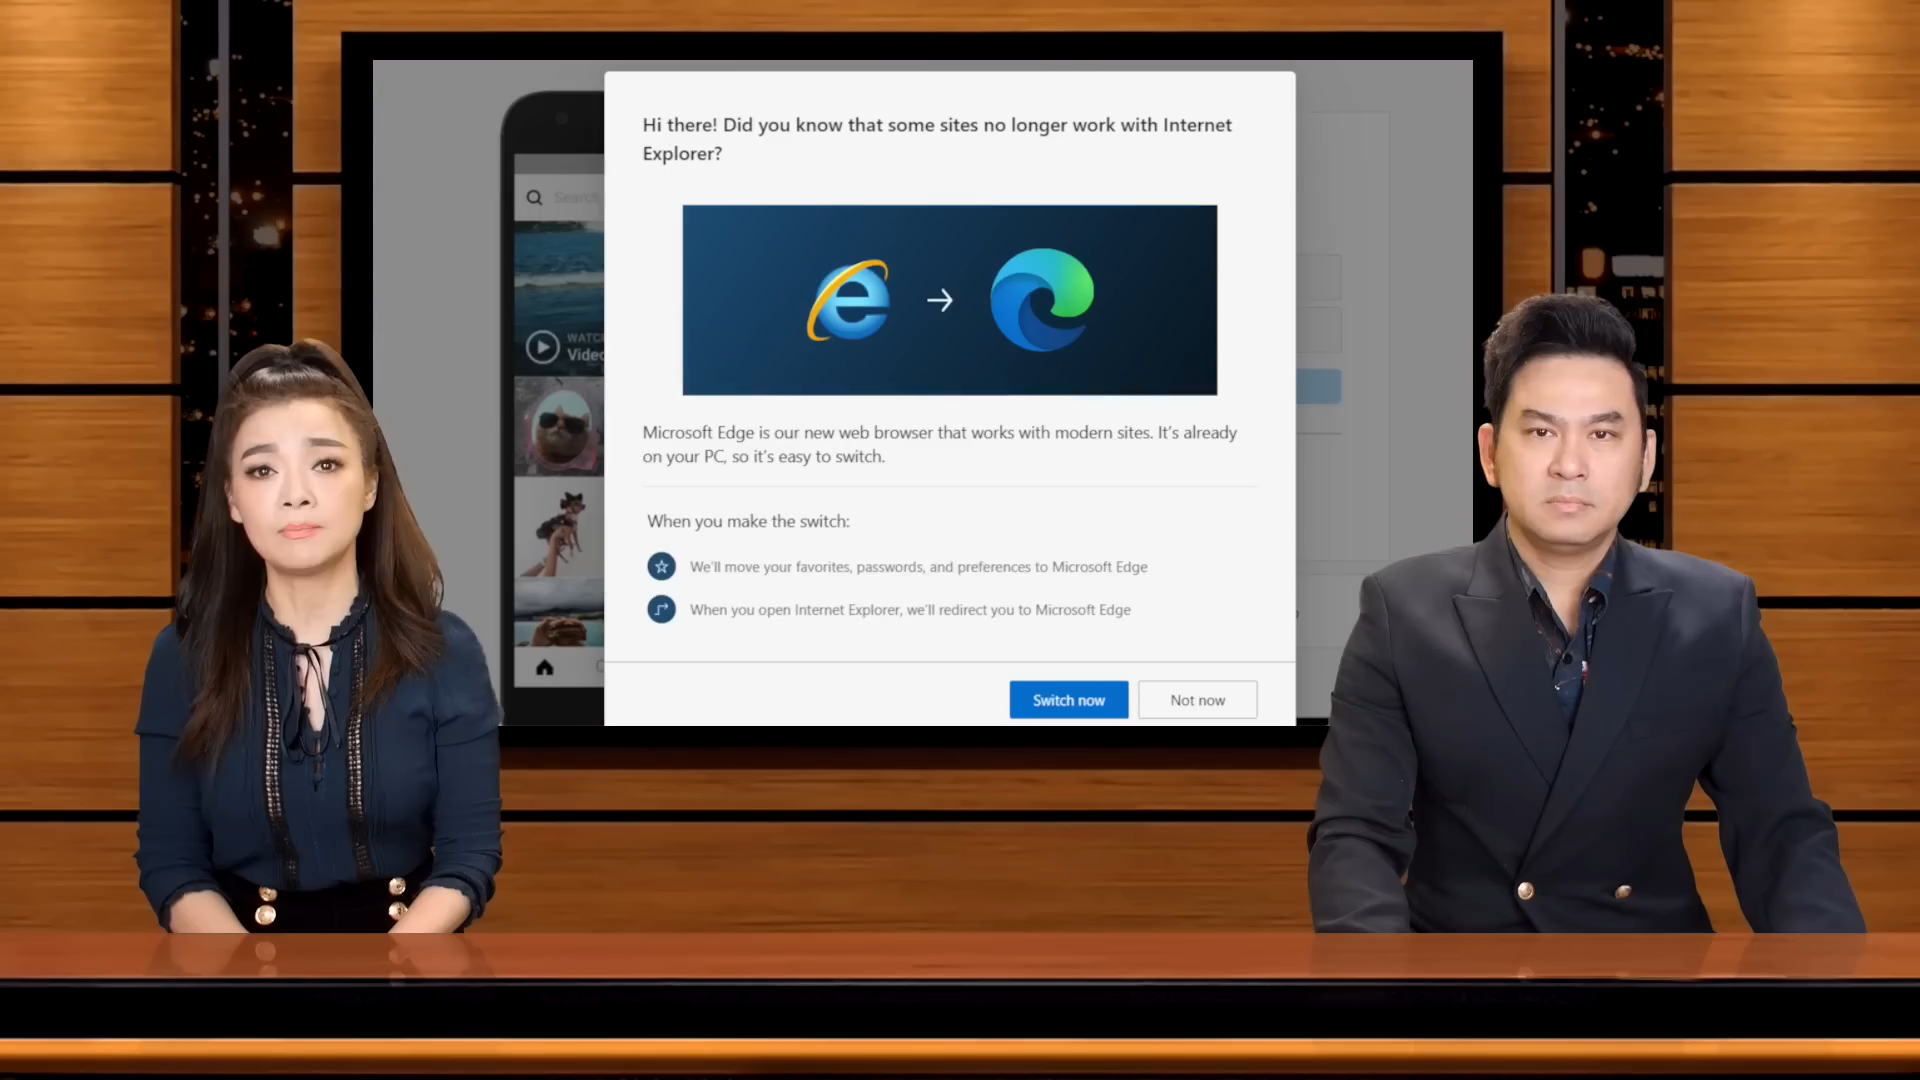 Hi there! Did you know that some sites no longer work with Internet
Explorer?
Search
WATC
Video
Microsoft Edge is our new web browser that works with modern sites. It's already
on your PC, so it's easy to switch.
When you make the switch:
We'll move your favorites, passwords, and preferences to Microsoft Edge
When you open Internet Explorer, we'll redirect you to Microsoft Edge
Switch now
Not now